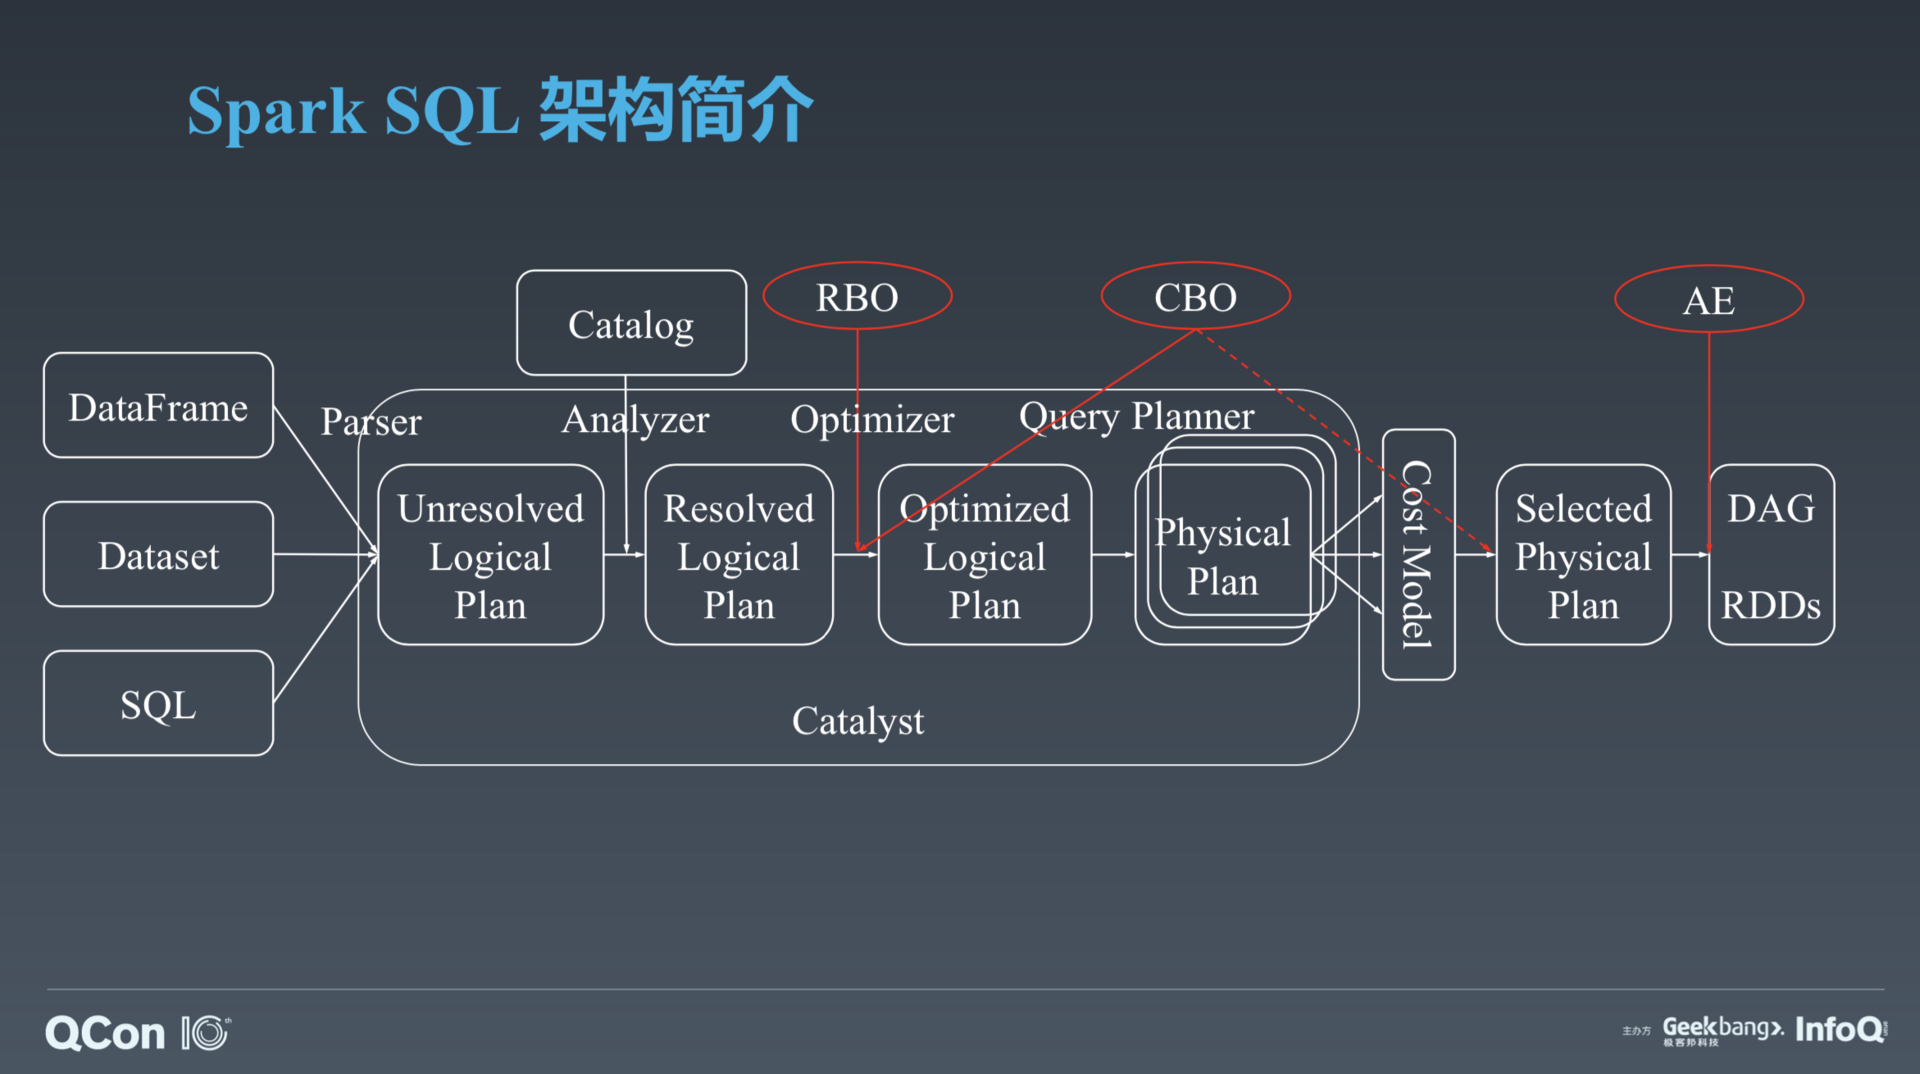 Spark SQL 架构简介
Catalog
RBO
CBO
AE
DataFrame
Dataset
SQL
Parser
Analyzer
Optimizer
Query Planner
Unresolved
Logical
Plan
Resolved
Logical
Plan
Optimized
Logical
Plan
Physical
Plan
Cost Model
Selected
Physical
Plan
DAG
RDDs
Catalyst
QCon 10th
主办方
Geekbang>.
极客邦科技
InfoQ